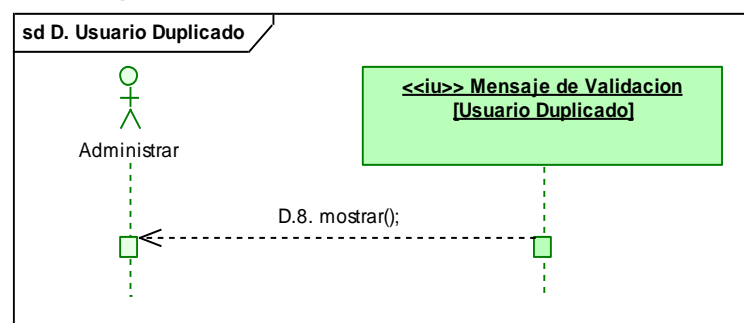 sd D. Usuario Duplicado
<<iu>> Mensaje de Validacion
[Usuario Duplicado]
Administrar
D.8. mostrar();